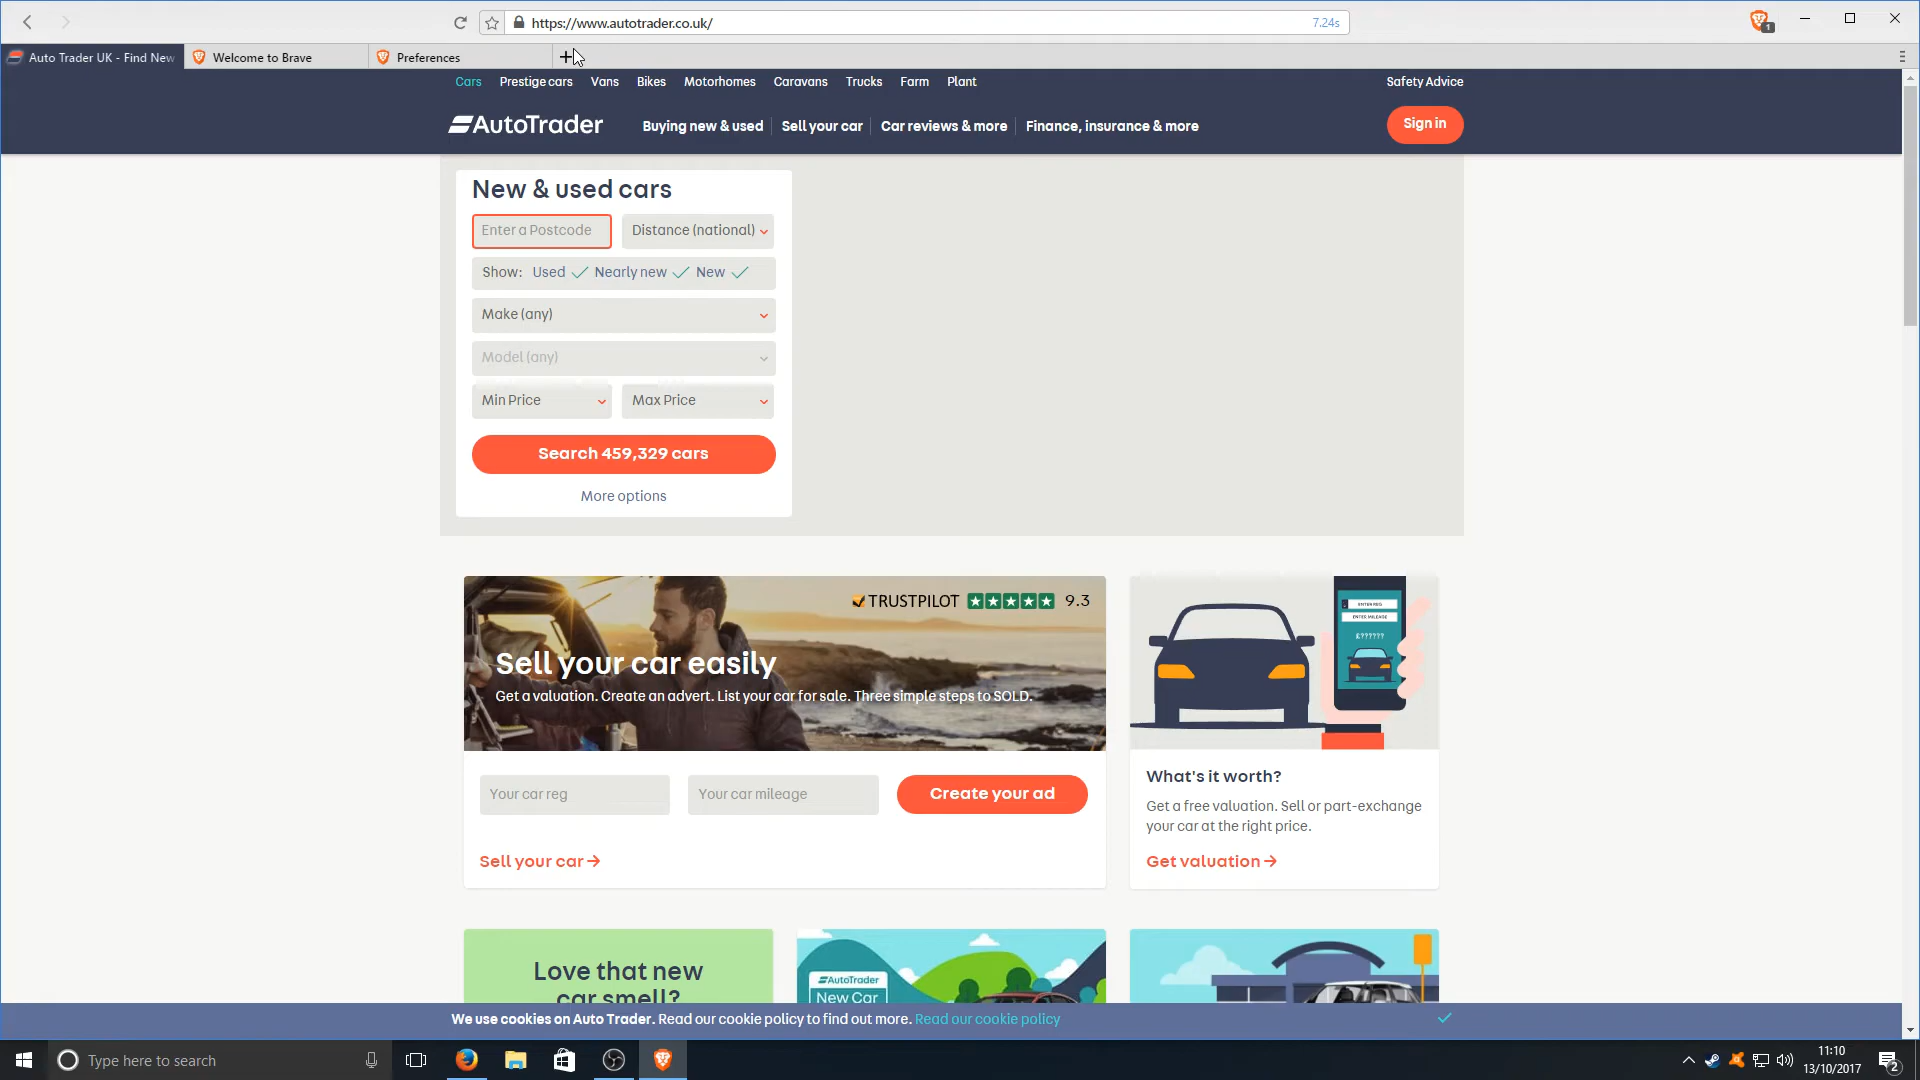 https://www.autotrader.co.uk/
7.24s
1
Auto Trader UK - Find New
Welcome to Brave
Preferences
Cars Prestige cars Vans Bikes Motorhomes Caravans Trucks Farm Plant
Safety Advice
AutoTrader
Buying new & used
Sell your car
Car reviews & more
Finance, insurance & more
Sign in
New & used cars
Enter a Postcode
Distance (national)
Show: Used Nearly new New
Make (any)
Model (any)
Min Price
Max Price
Search 459,329 cars
More options
TRUSTPILOT 9.3
Sell your car easily
Get a valuation. Create an advert. List your car for sale. Three simple steps to SOLD.
Your car reg
Your car mileage
Create your ad
Sell your car
ENTER REG
ENTER MILEAGE
£??????
What's it worth?
Get a free valuation. Sell or part-exchange
your car at the right price.
Get valuation
Love that new
car smell?
AutoTrader
New Car
We use cookies on Auto Trader. Read our cookie policy to find out more. Read our cookie policy
Type here to search
11:10
13/10/2017
2